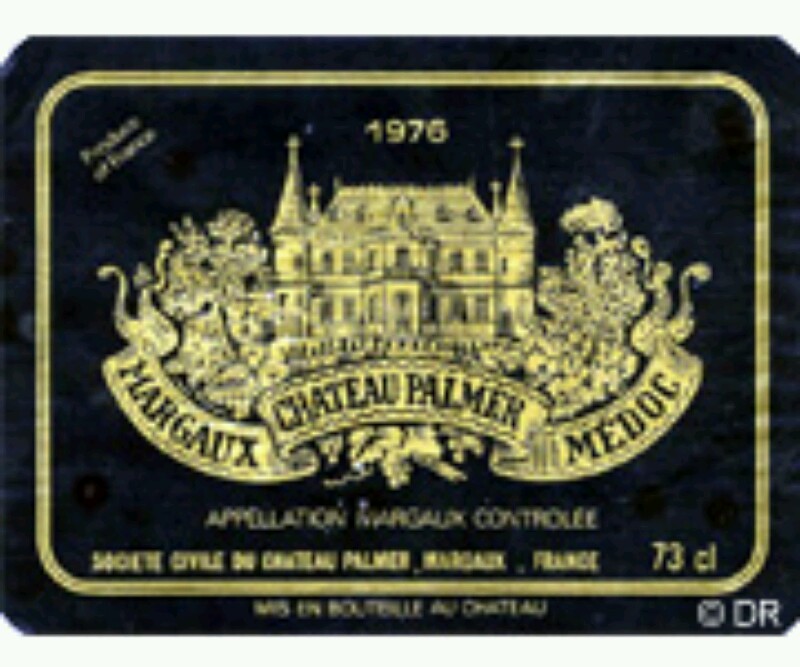 1976
Produce
of France
MARGAUX
CHATEAU PALMER
MEDOC
APPELLATION MARGAUX CONTROLÉE
SOCIETE CIVILE DU CHATEAU PALMER, MARGAUX . FRANCE
73 cl
MIS EN BOUTEILLE AU CHATEAU
© DR